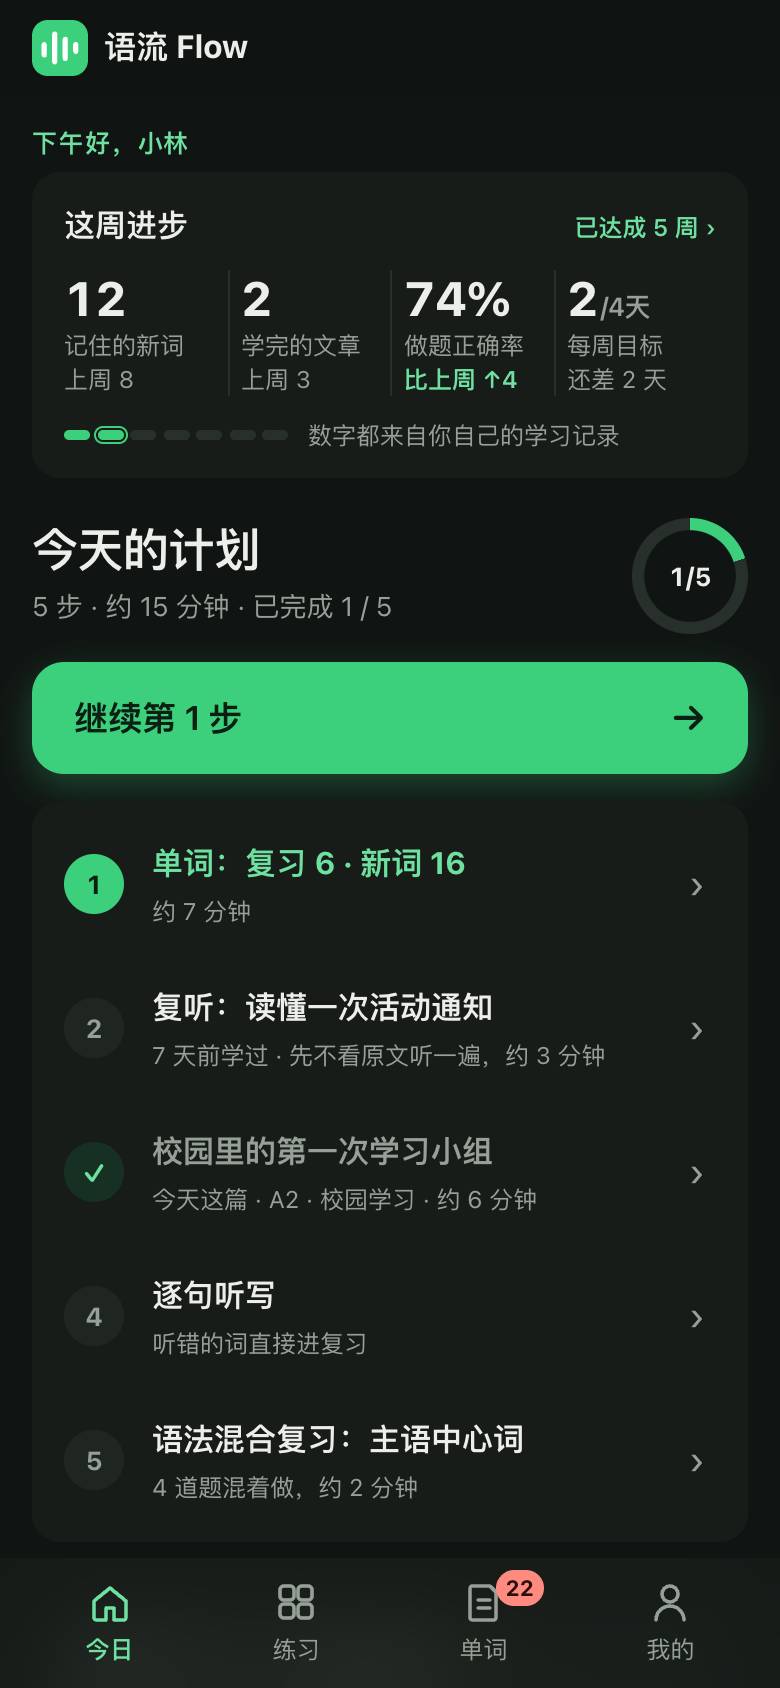 语流 Flow
下午好，小林
这周进步
已达成 5 周 ›
12
记住的新词
上周 8
2
学完的文章
上周 3
74%
做题正确率
比上周 ↑4
2/4天
每周目标
还差 2 天
数字都来自你自己的学习记录
今天的计划
5 步 · 约 15 分钟 · 已完成 1 / 5
1/5
继续第 1 步 →
1
单词：复习 6 · 新词 16
约 7 分钟
2
复听：读懂一次活动通知
7 天前学过 · 先不看原文听一遍，约 3 分钟
校园里的第一次学习小组
今天这篇 · A2 · 校园学习 · 约 6 分钟
4
逐句听写
听错的词直接进复习
5
语法混合复习：主语中心词
4 道题混着做，约 2 分钟
22
今日
练习
单词
我的